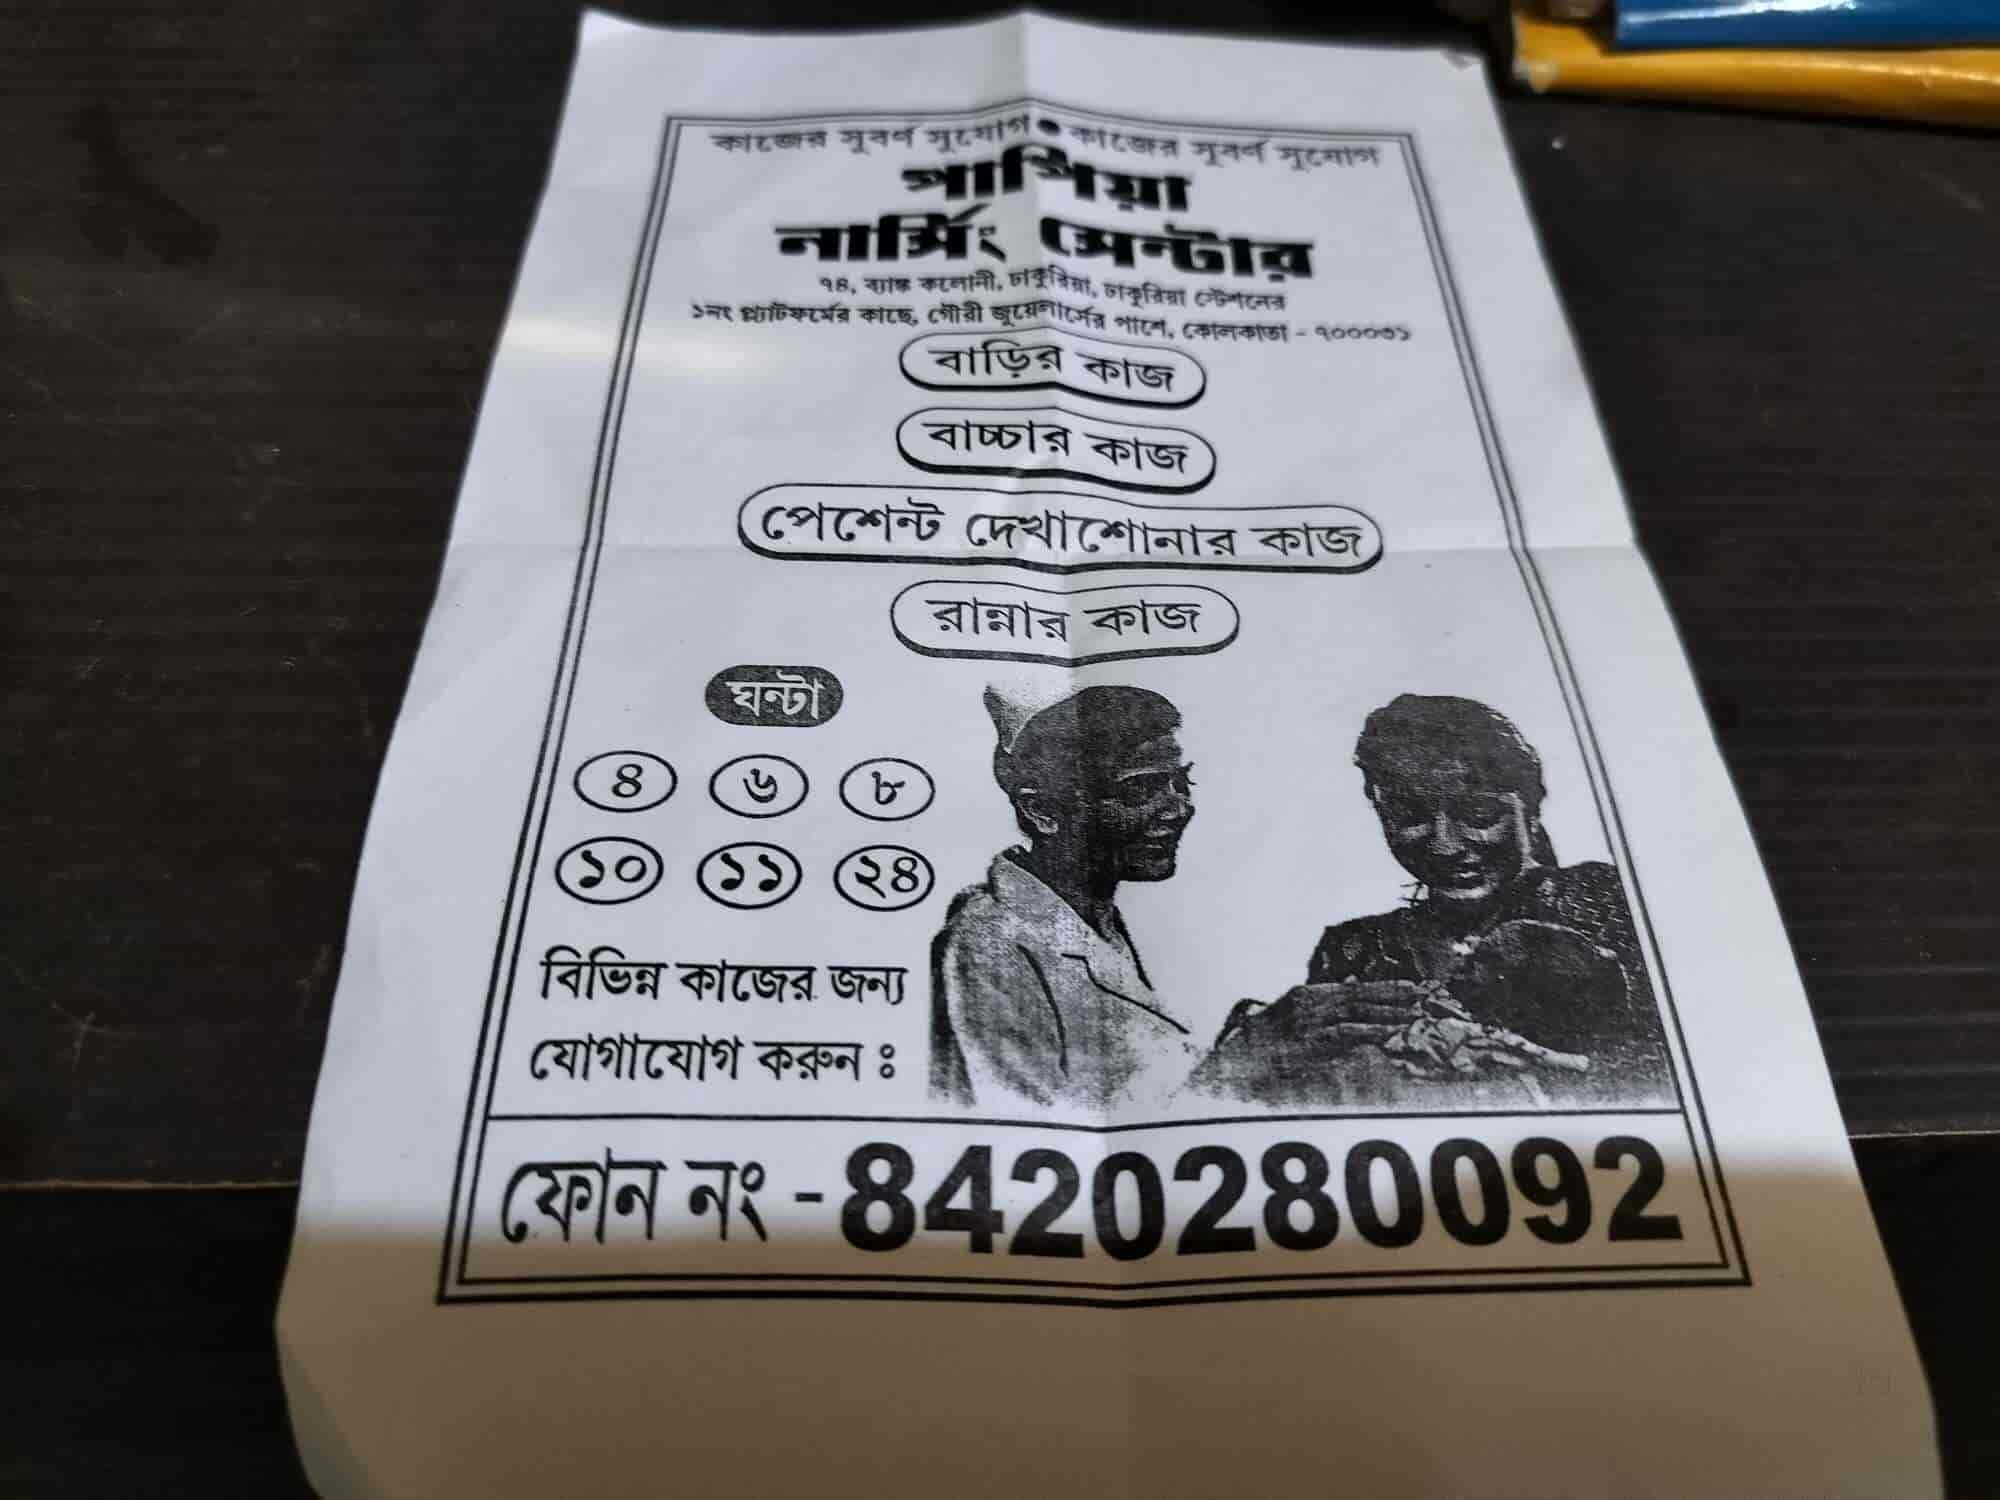 কাজের সুবর্ণ সুযোগ ● কাজের সুবর্ণ সুযোগ
পাপিয়া
নার্সিং সেন্টার
৭৪, ব্যাঙ্ক কলোনী, ঢাকুরিয়া, ঢাকুরিয়া স্টেশনের
১নং প্ল্যাটফর্মের কাছে, গৌরী জুয়েলার্সের পাশে, কোলকাতা - ৭০০০৩১
বাড়ির কাজ
বাচ্চার কাজ
পেশেন্ট দেখাশোনার কাজ
রান্নার কাজ
ঘন্টা
৪ ৬ ৮
১০ ১১ ২৪
বিভিন্ন কাজের জন্য
যোগাযোগ করুন ঃ
ফোন নং -8420280092